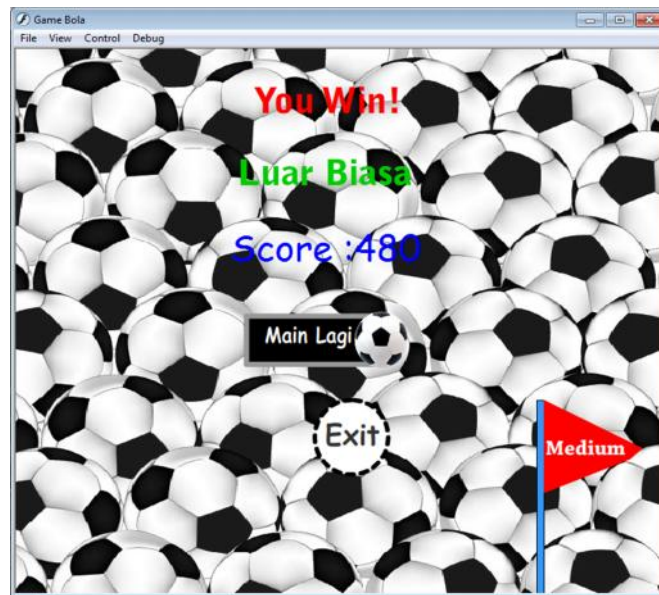 Game Bola
File View Control Debug
You Win!
Luar Biasa
Score :480
Main Lagi
Exit
Medium